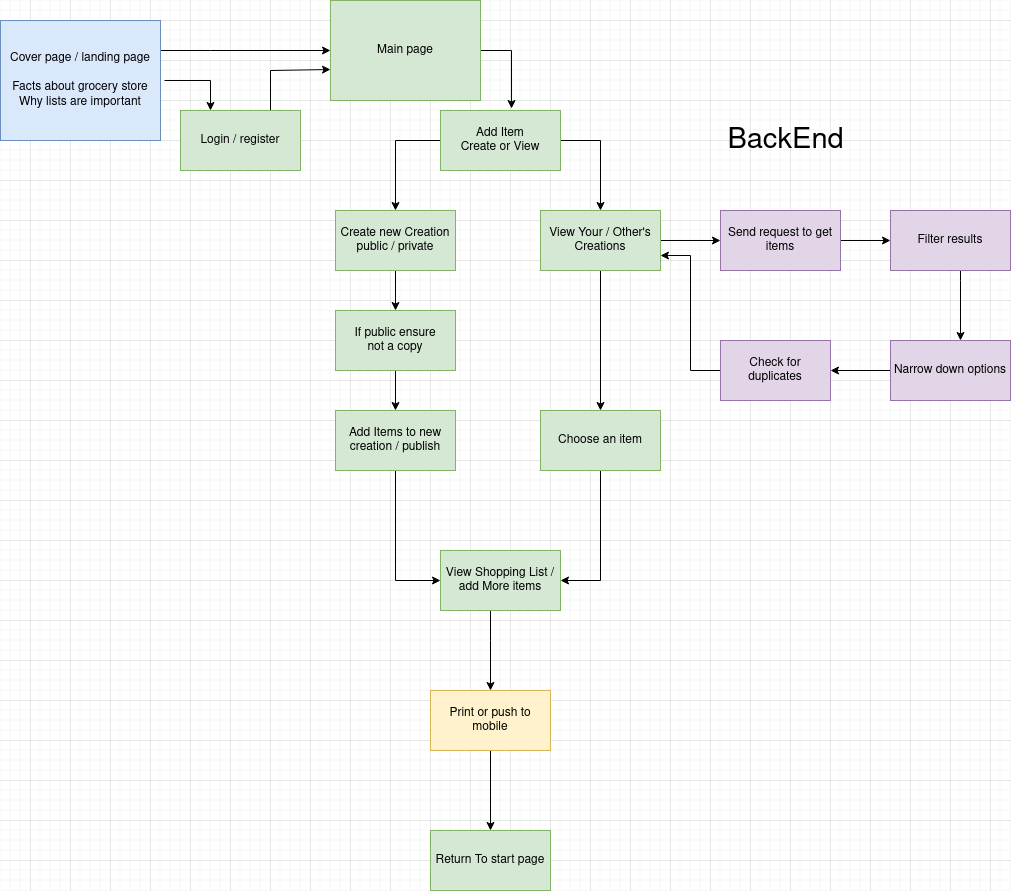 Cover page / landing page
Facts about grocery store
Why lists are important
Main page
Login / register
Add Item
Create or View
BackEnd
Create new Creation
public / private
View Your / Other's
Creations
Send request to get
items
Filter results
If public ensure
not a copy
Check for
duplicates
Narrow down options
Add Items to new
creation / publish
Choose an item
View Shopping List /
add More items
Print or push to
mobile
Return To start page